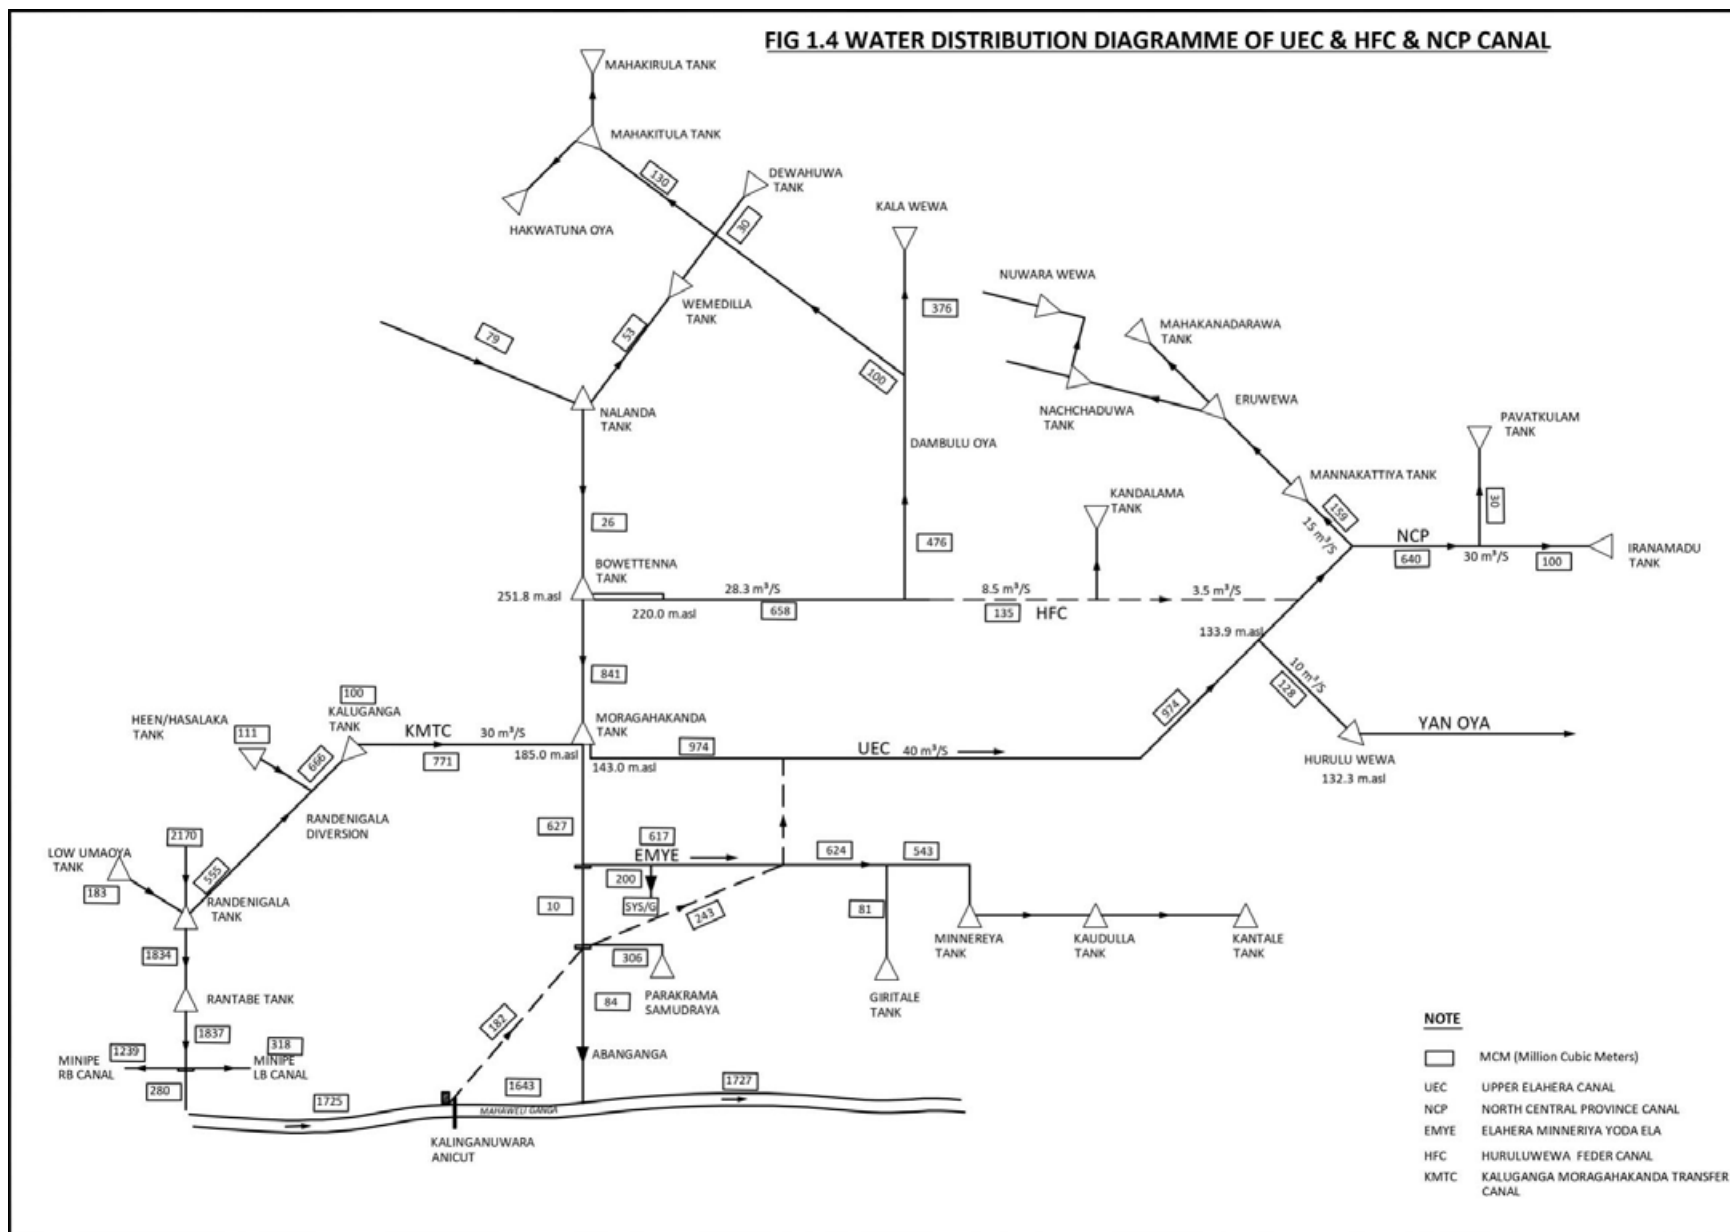 FIG 1.4 WATER DISTRIBUTION DIAGRAMME OF UEC & HFC & NCP CANAL
MAHAKIRULA TANK
MAHAKITULA TANK
130
DEWAHUWA
TANK
30
HAKWATUNA OYA
KALA WEWA
WEMEDILLA
TANK
NUWARA WEWA
376
79
53
MAHAKANADARAWA
TANK
100
NALANDA
TANK
NACHCHADUWA
TANK
ERUWEWA
PAVATKULAM
TANK
DAMBULU OYA
MANNAKATTIYA TANK
KANDALAMA
TANK
30
159
15 m³/S
26
476
NCP
640
30 m³/S
100
IRANAMADU
TANK
BOWETTENNA
TANK
251.8 m.asl
28.3 m³/S
220.0 m.asl
658
8.5 m³/S
135
HFC
3.5 m³/S
133.9 m.asl
10 m³/S
128
841
100
KALUGANGA
TANK
HEEN/HASALAKA
TANK
111
666
KMTC
30 m³/S
771
MORAGAHAKANDA
TANK
185.0 m.asl
143.0 m.asl
974
UEC
40 m³/S
974
YAN OYA
HURULU WEWA
132.3 m.asl
RANDENIGALA
DIVERSION
2170
LOW UMAOYA
TANK
183
555
RANDENIGALA
TANK
627
617
EMYE
624
543
200
SYS/G
10
243
81
306
PARAKRAMA
SAMUDRAYA
GIRITALE
TANK
MINNEREYA
TANK
KAUDULLA
TANK
KANTALE
TANK
1834
RANTABE TANK
1837
1239
318
MINIPE
RB CANAL
MINIPE
LB CANAL
280
182
84
ABANGANGA
1725
1643
1727
MAHAWELI GANGA
KALINGANUWARA
ANICUT
NOTE
MCM (Million Cubic Meters)
UEC UPPER ELAHERA CANAL
NCP NORTH CENTRAL PROVINCE CANAL
EMYE ELAHERA MINNERIYA YODA ELA
HFC HURULUWEWA FEDER CANAL
KMTC KALUGANGA MORAGAHAKANDA TRANSFER
CANAL